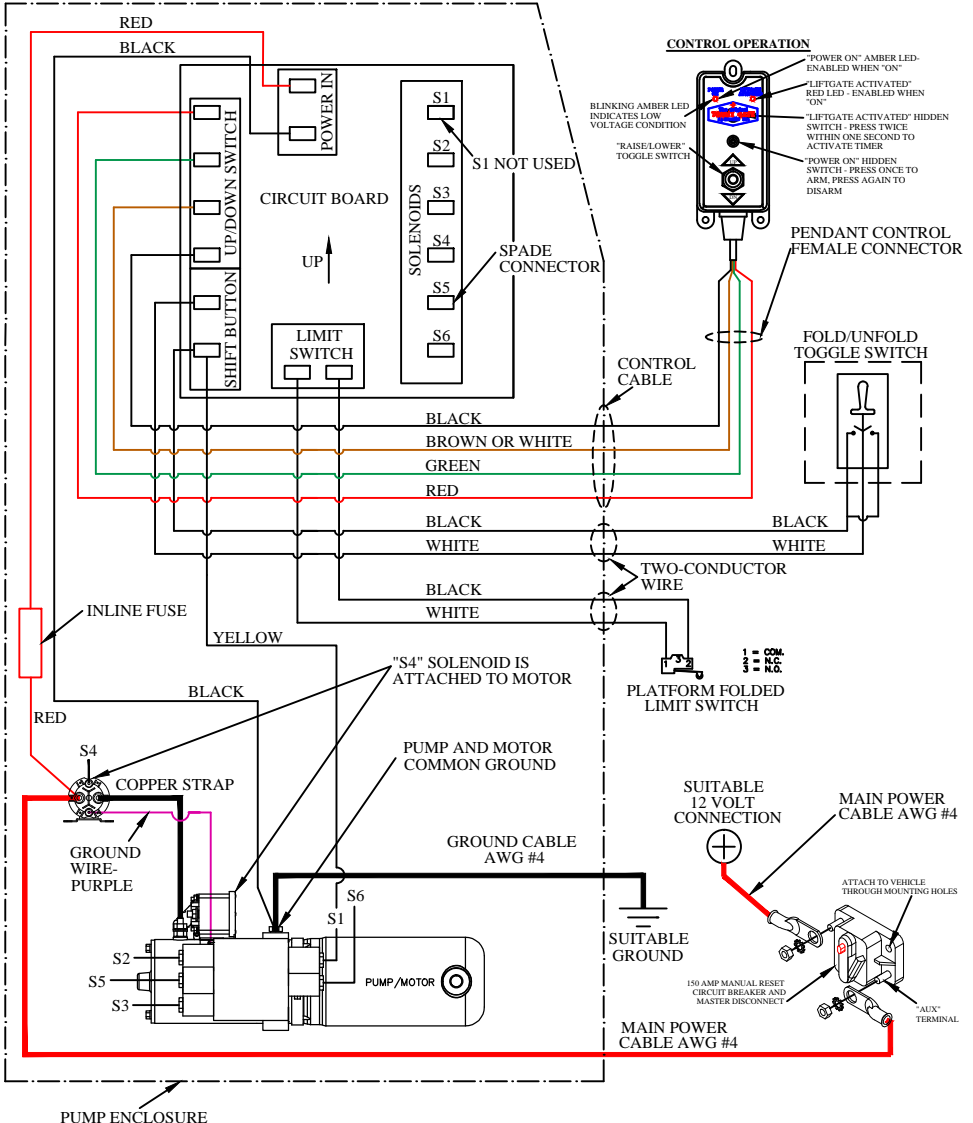 RED
BLACK
POWER IN
UP/DOWN SWITCH
SHIFT BUTTON
CIRCUIT BOARD
UP
SOLENOIDS
S1
S2
S3
S4
S5
S6
S1 NOT USED
SPADE
CONNECTOR
LIMIT
SWITCH
CONTROL OPERATION
"POWER ON" AMBER LED-
ENABLED WHEN "ON"
"LIFTGATE ACTIVATED"
RED LED - ENABLED WHEN
"ON"
BLINKING AMBER LED
INDICATES LOW
VOLTAGE CONDITION
"LIFTGATE ACTIVATED" HIDDEN
SWITCH - PRESS TWICE
WITHIN ONE SECOND TO
ACTIVATE TIMER
"RAISE/LOWER"
TOGGLE SWITCH
"POWER ON" HIDDEN
SWITCH - PRESS ONCE TO
ARM, PRESS AGAIN TO
DISARM
PENDANT CONTROL
FEMALE CONNECTOR
FOLD/UNFOLD
TOGGLE SWITCH
CONTROL
CABLE
BLACK
BROWN OR WHITE
GREEN
RED
BLACK
BLACK
WHITE
WHITE
TWO-CONDUCTOR
WIRE
BLACK
WHITE
1 3 2
1 = COM.
2 = N.C.
3 = N.O.
PLATFORM FOLDED
LIMIT SWITCH
INLINE FUSE
YELLOW
"S4" SOLENOID IS
ATTACHED TO MOTOR
BLACK
RED
S4
COPPER STRAP
PUMP AND MOTOR
COMMON GROUND
GROUND
WIRE-
PURPLE
GROUND CABLE
AWG #4
SUITABLE
12 VOLT
CONNECTION
MAIN POWER
CABLE AWG #4
ATTACH TO VEHICLE
THROUGH MOUNTING HOLES
S6
S1
S2
S5
S3
PUMP/MOTOR
SUITABLE
GROUND
150 AMP MANUAL RESET
CIRCUIT BREAKER AND
MASTER DISCONNECT
"AUX"
TERMINAL
MAIN POWER
CABLE AWG #4
PUMP ENCLOSURE